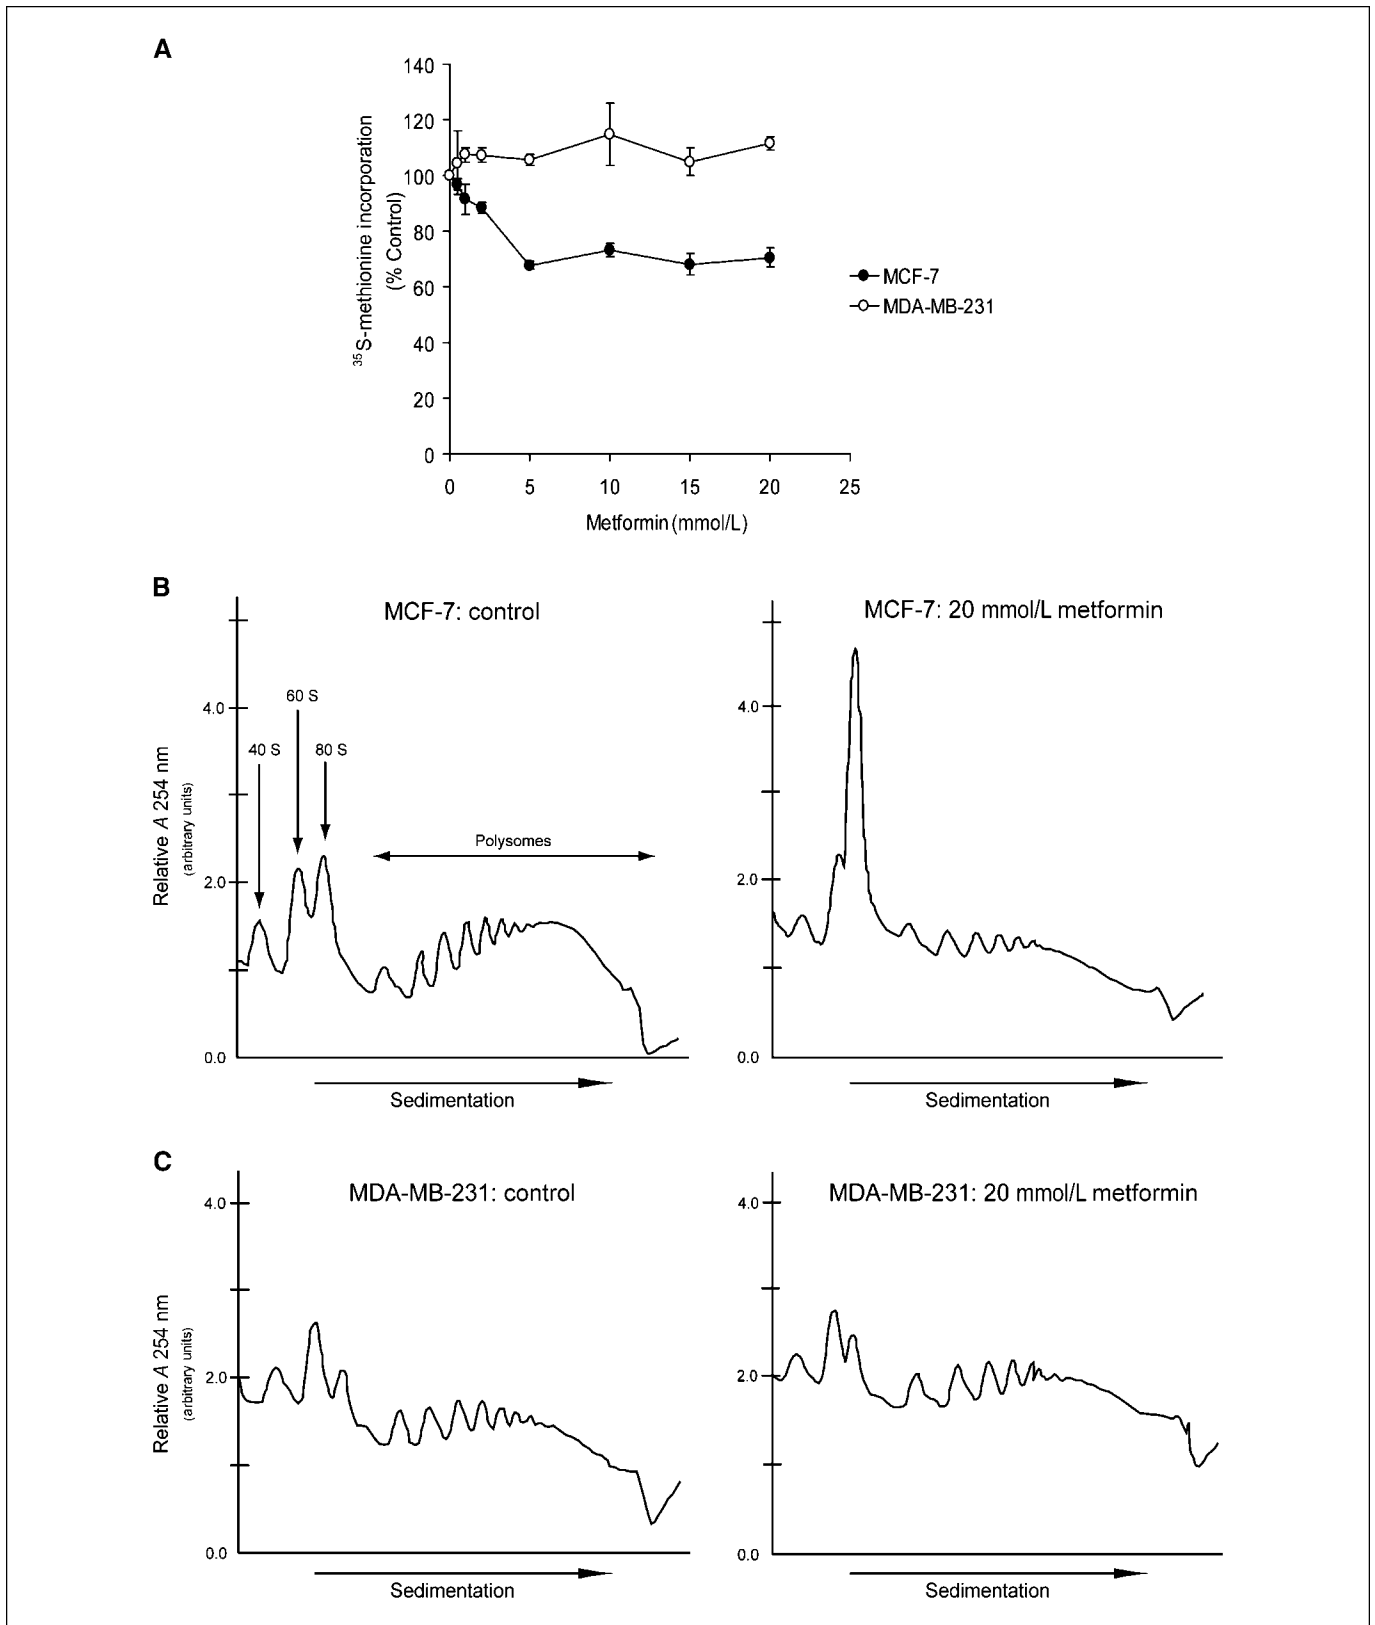 A
140
120
100
80
60
40
20
0
³⁵S-methionine incorporation
(% Control)
0 5 10 15 20 25
Metformin (mmol/L)
MCF-7
MDA-MB-231
B
MCF-7: control
60 S
40 S
80 S
Polysomes
4.0
2.0
0.0
Relative A 254 nm
(arbitrary units)
Sedimentation
MCF-7: 20 mmol/L metformin
4.0
2.0
0.0
Sedimentation
C
MDA-MB-231: control
4.0
2.0
0.0
Relative A 254 nm
(arbitrary units)
Sedimentation
MDA-MB-231: 20 mmol/L metformin
4.0
2.0
0.0
Sedimentation